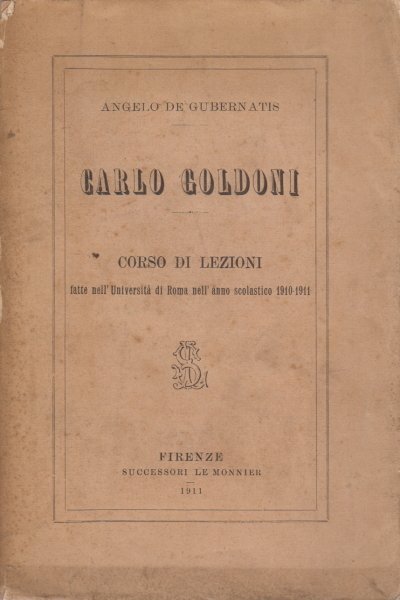 ANGELO DE GUBERNATIS
CARLO GOLDONI
CORSO DI LEZIONI
fatte nell'Università di Roma nell'anno scolastico 1910-1911
FIRENZE
SUCCESSORI LE MONNIER
1911